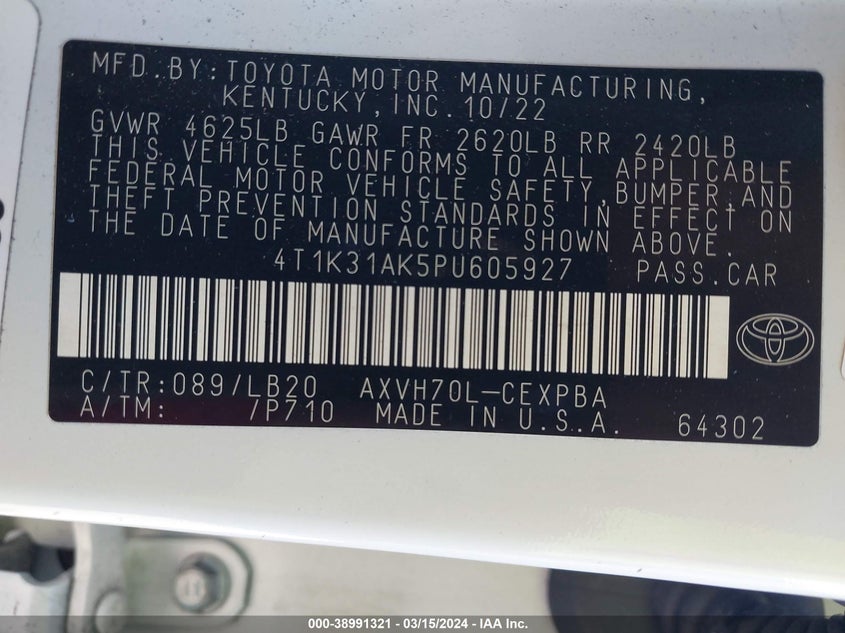 MFD.BY:TOYOTA MOTOR MANUFACTURING,
KENTUCKY,INC.10/22
GVWR 4625LB GAWR FR 2620LB RR 2420LB
THIS VEHICLE CONFORMS TO ALL APPLICABLE
FEDERAL MOTOR VEHICLE SAFETY,BUMPER,AND
THEFT PREVENTION STANDARDS IN EFFECT ON
THE DATE OF MANUFACTURE SHOWN ABOVE.
4T1K31AK5PU605927 PASS.CAR
C/TR:089/LB20 AXVH70L-CEXPBA
A/TM: /P710 MADE IN U.S.A. 64302
000-38991321 - 03/15/2024 - IAA Inc.